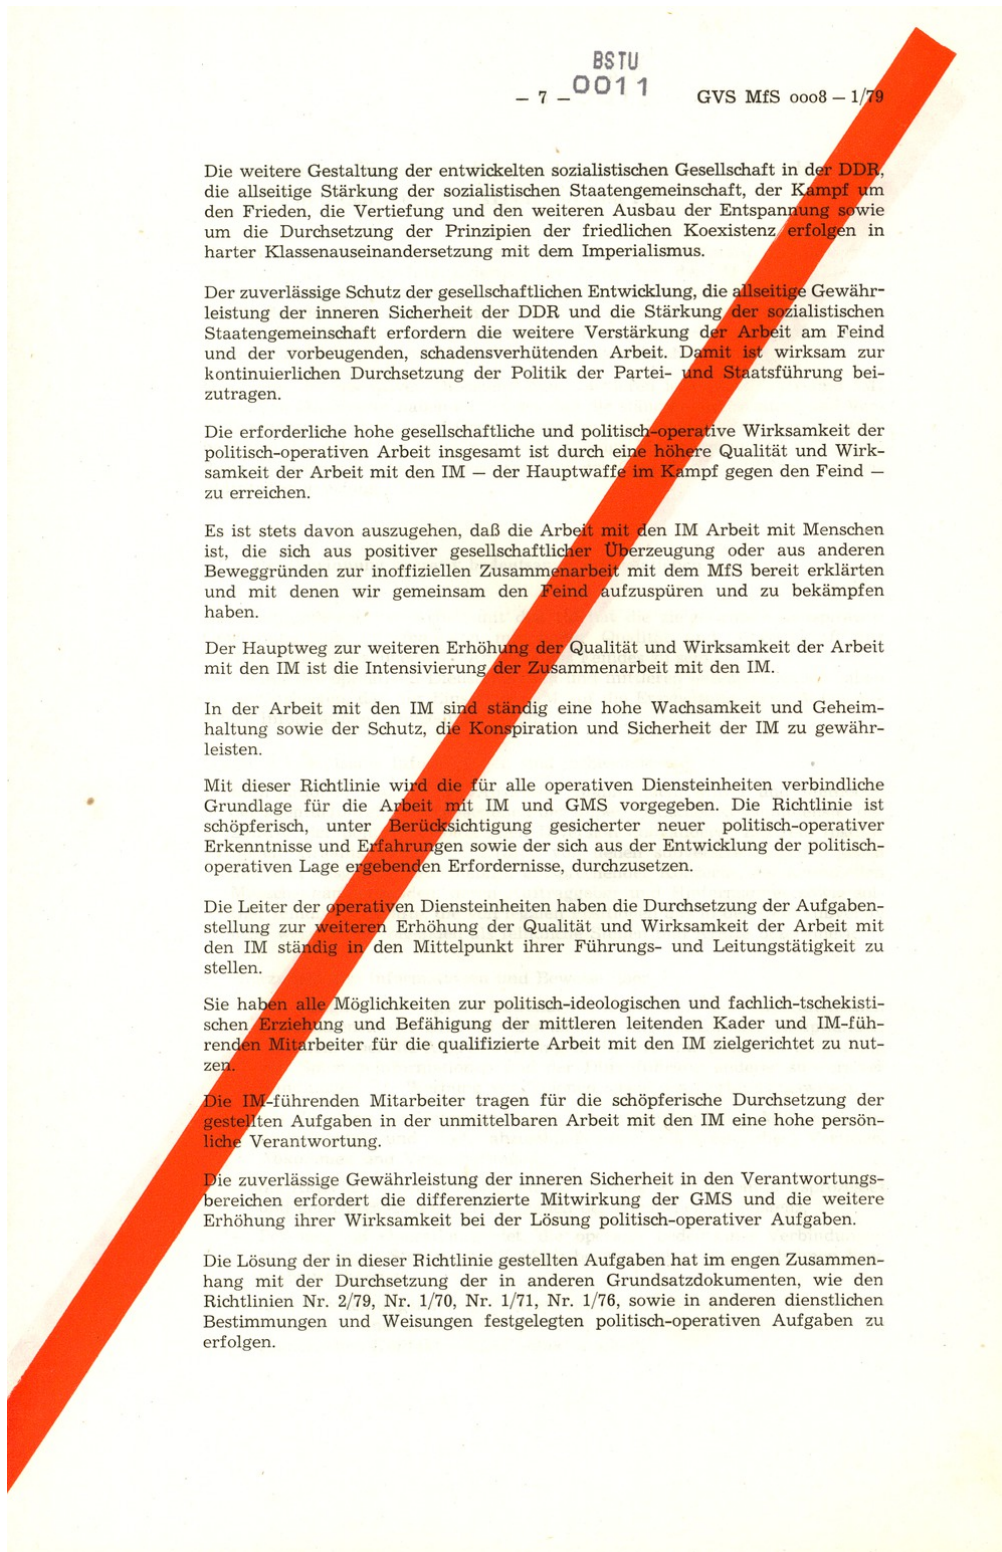 BSTU
0011
— 7 —
GVS MfS ooo8 — 1/79
Die weitere Gestaltung der entwickelten sozialistischen Gesellschaft in der DDR,
die allseitige Stärkung der sozialistischen Staatengemeinschaft, der Kampf um
den Frieden, die Vertiefung und den weiteren Ausbau der Entspannung sowie
um die Durchsetzung der Prinzipien der friedlichen Koexistenz erfolgen in
harter Klassenauseinandersetzung mit dem Imperialismus.
Der zuverlässige Schutz der gesellschaftlichen Entwicklung, die allseitige Gewähr-
leistung der inneren Sicherheit der DDR und die Stärkung der sozialistischen
Staatengemeinschaft erfordern die weitere Verstärkung der Arbeit am Feind
und der vorbeugenden, schadensverhütenden Arbeit. Damit ist wirksam zur
kontinuierlichen Durchsetzung der Politik der Partei- und Staatsführung bei-
zutragen.
Die erforderliche hohe gesellschaftliche und politisch-operative Wirksamkeit der
politisch-operativen Arbeit insgesamt ist durch eine höhere Qualität und Wirk-
samkeit der Arbeit mit den IM — der Hauptwaffe im Kampf gegen den Feind —
zu erreichen.
Es ist stets davon auszugehen, daß die Arbeit mit den IM Arbeit mit Menschen
ist, die sich aus positiver gesellschaftlicher Überzeugung oder aus anderen
Beweggründen zur inoffiziellen Zusammenarbeit mit dem MfS bereit erklärten
und mit denen wir gemeinsam den Feind aufzuspüren und zu bekämpfen
haben.
Der Hauptweg zur weiteren Erhöhung der Qualität und Wirksamkeit der Arbeit
mit den IM ist die Intensivierung der Zusammenarbeit mit den IM.
In der Arbeit mit den IM sind ständig eine hohe Wachsamkeit und Geheim-
haltung sowie der Schutz, die Konspiration und Sicherheit der IM zu gewähr-
leisten.
Mit dieser Richtlinie wird die für alle operativen Diensteinheiten verbindliche
Grundlage für die Arbeit mit IM und GMS vorgegeben. Die Richtlinie ist
schöpferisch, unter Berücksichtigung gesicherter neuer politisch-operativer
Erkenntnisse und Erfahrungen sowie der sich aus der Entwicklung der politisch-
operativen Lage ergebenden Erfordernisse, durchzusetzen.
Die Leiter der operativen Diensteinheiten haben die Durchsetzung der Aufgaben-
stellung zur weiteren Erhöhung der Qualität und Wirksamkeit der Arbeit mit
den IM ständig in den Mittelpunkt ihrer Führungs- und Leitungstätigkeit zu
stellen.
Sie haben alle Möglichkeiten zur politisch-ideologischen und fachlich-tschekisti-
schen Erziehung und Befähigung der mittleren leitenden Kader und IM-füh-
renden Mitarbeiter für die qualifizierte Arbeit mit den IM zielgerichtet zu nut-
zen.
Die IM-führenden Mitarbeiter tragen für die schöpferische Durchsetzung der
gestellten Aufgaben in der unmittelbaren Arbeit mit den IM eine hohe persön-
liche Verantwortung.
Die zuverlässige Gewährleistung der inneren Sicherheit in den Verantwortungs-
bereichen erfordert die differenzierte Mitwirkung der GMS und die weitere
Erhöhung ihrer Wirksamkeit bei der Lösung politisch-operativer Aufgaben.
Die Lösung der in dieser Richtlinie gestellten Aufgaben hat im engen Zusammen-
hang mit der Durchsetzung der in anderen Grundsatzdokumenten, wie den
Richtlinien Nr. 2/79, Nr. 1/70, Nr. 1/71, Nr. 1/76, sowie in anderen dienstlichen
Bestimmungen und Weisungen festgelegten politisch-operativen Aufgaben zu
erfolgen.